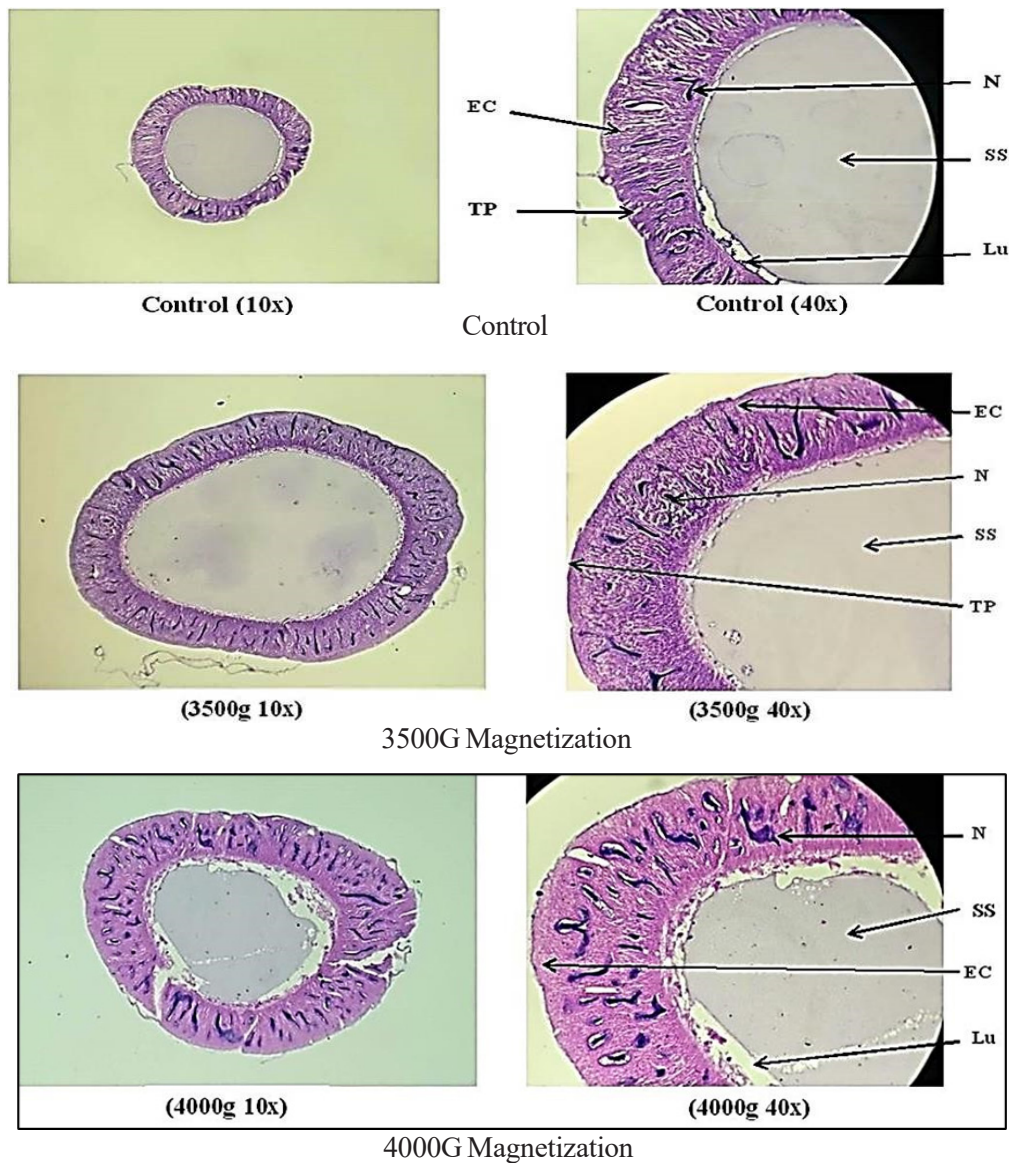 EC
TP
N
SS
Lu
Control (10x)
Control (40x)
Control
EC
N
SS
TP
(3500g 10x)
(3500g 40x)
3500G Magnetization
N
SS
EC
Lu
(4000g 10x)
(4000g 40x)
4000G Magnetization